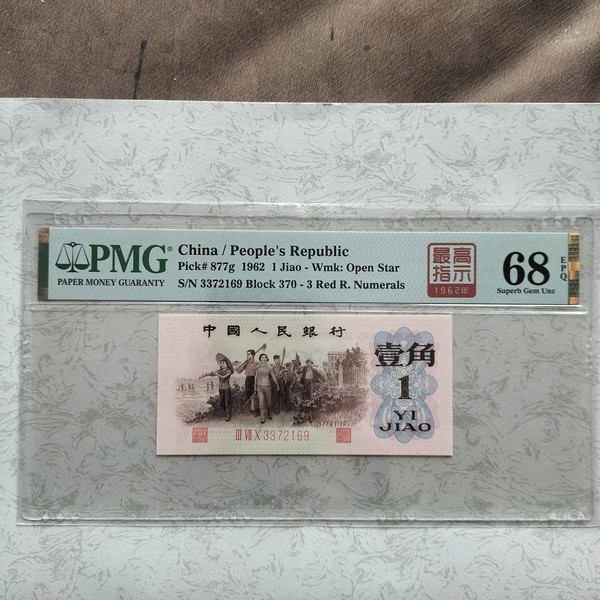 PMG®
PAPER MONEY GUARANTY
China / People's Republic
Pick# 877g 1962 1 Jiao - Wmk: Open Star
S/N 3372169 Block 370 - 3 Red R. Numerals
最高
指示
1962年
68
EPQ
Superb Gem Unc
中國人民銀行
壹角
1
YI
JIAO
III VII X 3372169